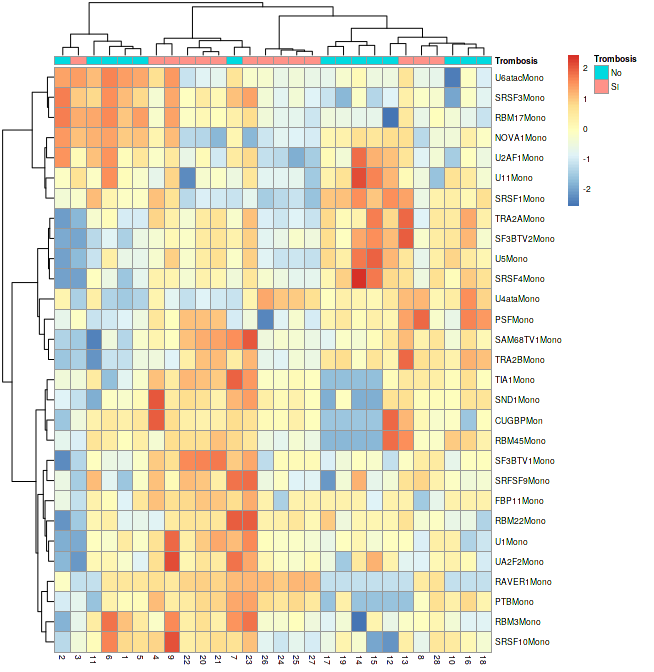 Trombosis
U6atacMono
SRSF3Mono
RBM17Mono
NOVA1Mono
U2AF1Mono
U11Mono
SRSF1Mono
TRA2AMono
SF3BTV2Mono
U5Mono
SRSF4Mono
U4ataMono
PSFMono
SAM68TV1Mono
TRA2BMono
TIA1Mono
SND1Mono
CUGBPMon
RBM45Mono
SF3BTV1Mono
SRFSF9Mono
FBP11Mono
RBM22Mono
U1Mono
UA2F2Mono
RAVER1Mono
PTBMono
RBM3Mono
SRSF10Mono
2 3 11 6 1 5 4 9 22 20 21 7 23 26 24 25 27 17 19 14 15 12 13 8 28 10 16 18
2
1
0
-1
-2
Trombosis
No
SI